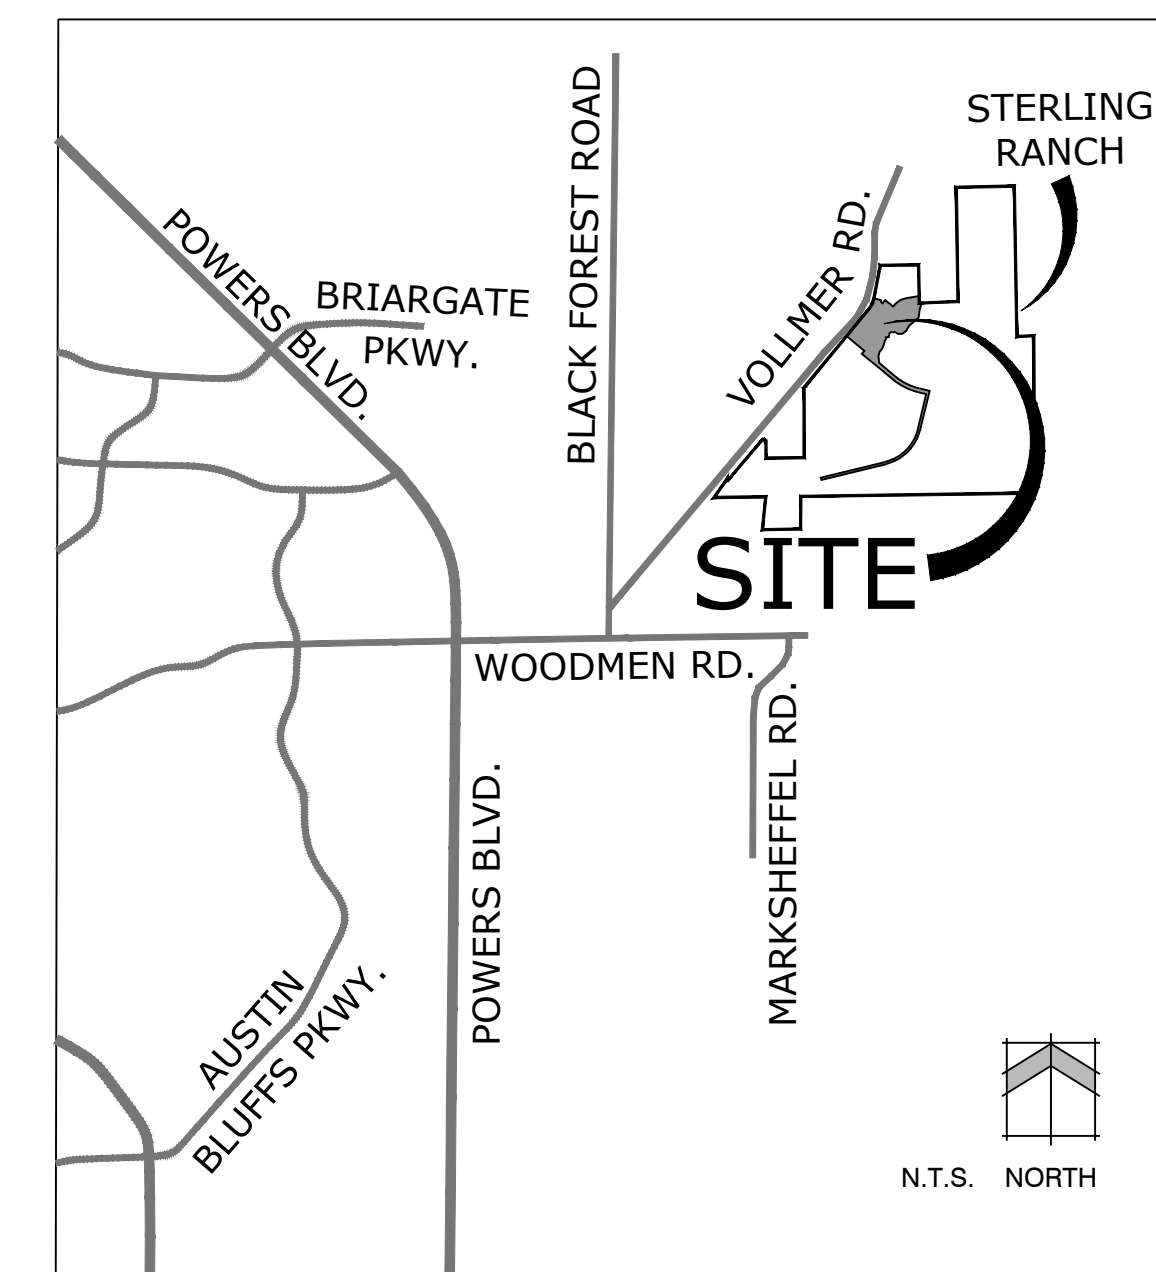 STERLING
RANCH
BLACK FOREST ROAD
VOLLMER RD.
POWERS BLVD.
BRIARGATE
PKWY.
SITE
WOODMEN RD.
MARKSHEFFEL RD.
POWERS BLVD.
AUSTIN
BLUFFS PKWY.
N.T.S. NORTH